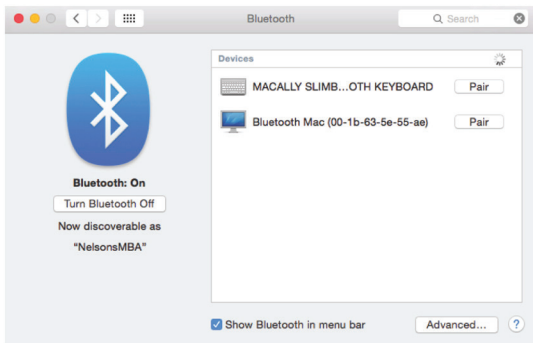 Bluetooth
Search
Devices
MACALLY SLIMB...OTH KEYBOARD Pair
Bluetooth Mac (00-1b-63-5e-55-ae) Pair
Bluetooth: On
Turn Bluetooth Off
Now discoverable as
“NelsonsMBA”
Show Bluetooth in menu bar Advanced... ?